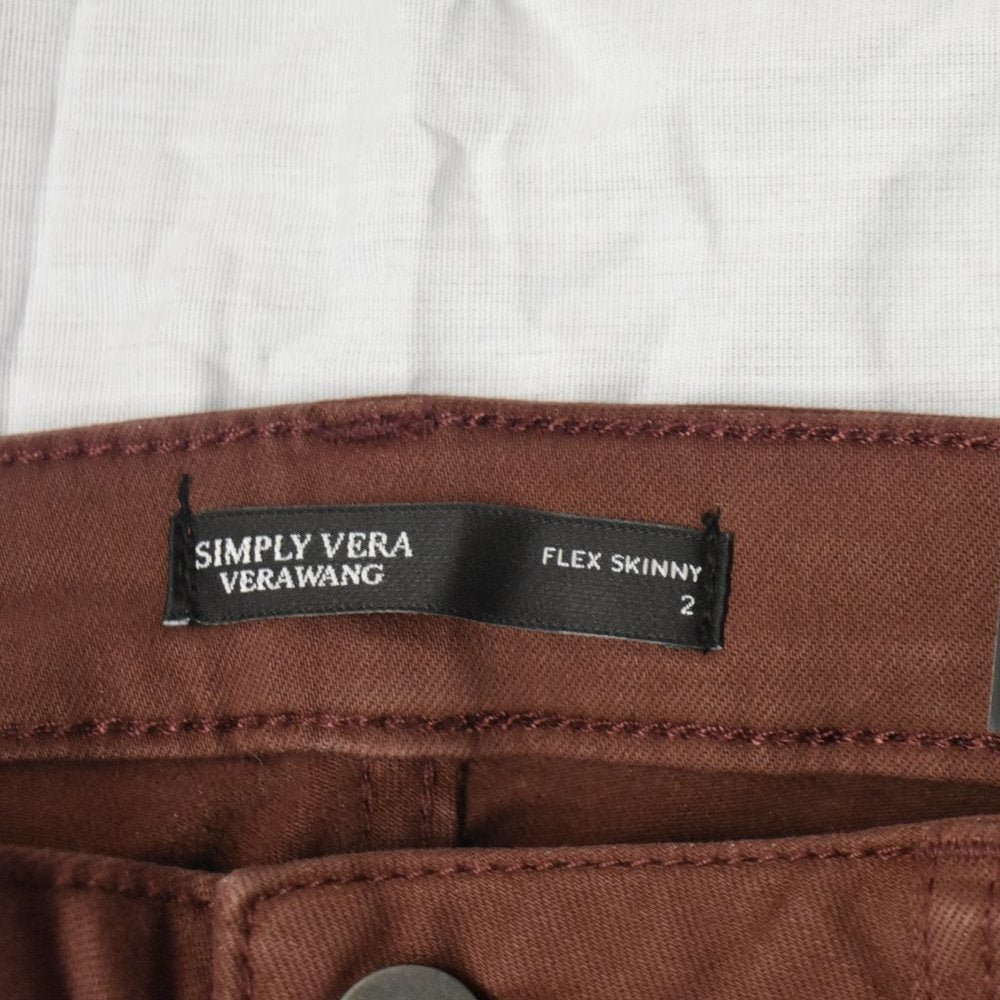 SIMPLY VERA
VERAWANG
FLEX SKINNY
2